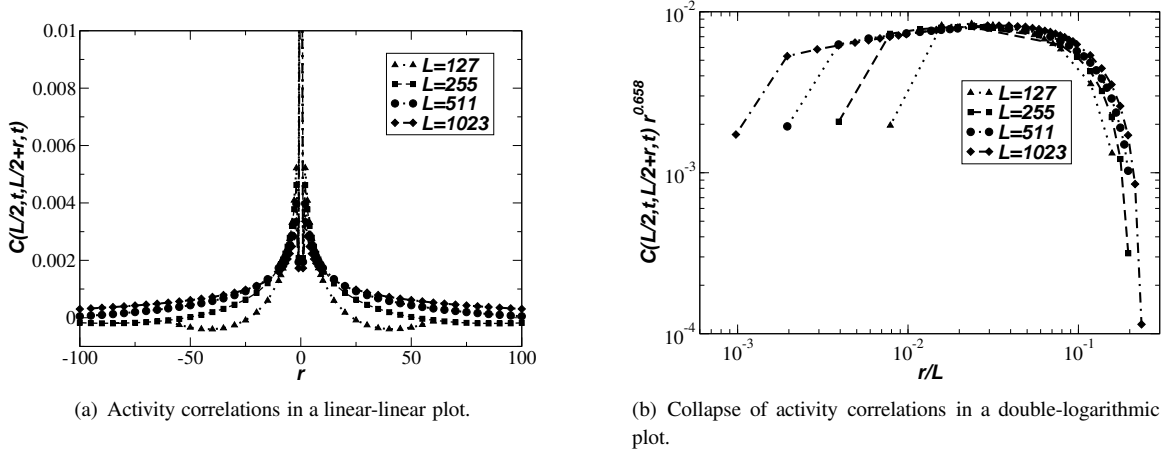 0.01
0.008
0.006
0.004
0.002
0
C(L/2,t,L/2+r,t)
L=127
L=255
L=511
L=1023
-100
-50
0
50
100
r
(a) Activity correlations in a linear-linear plot.
10^-2
10^-3
10^-4
C(L/2,t,L/2+r,t) r^0.658
L=127
L=255
L=511
L=1023
10^-3
10^-2
10^-1
r/L
(b) Collapse of activity correlations in a double-logarithmic
plot.